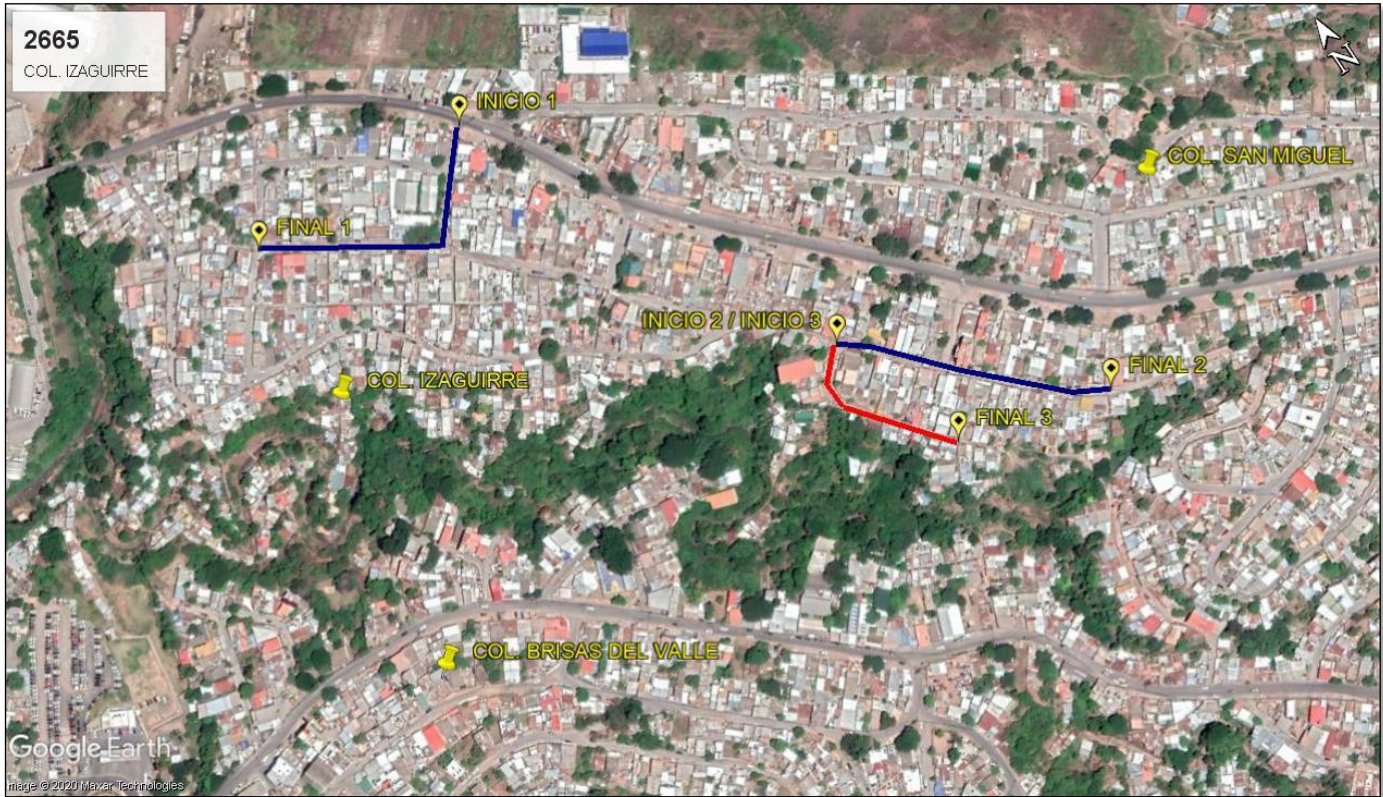 2665
COL. IZAGUIRRE
N
INICIO 1
COL. SAN MIGUEL
FINAL 1
INICIO 2 / INICIO 3
FINAL 2
COL. IZAGUIRRE
FINAL 3
COL. BRISAS DEL VALLE
Google Earth
mage © 2020 Maxar Technologies